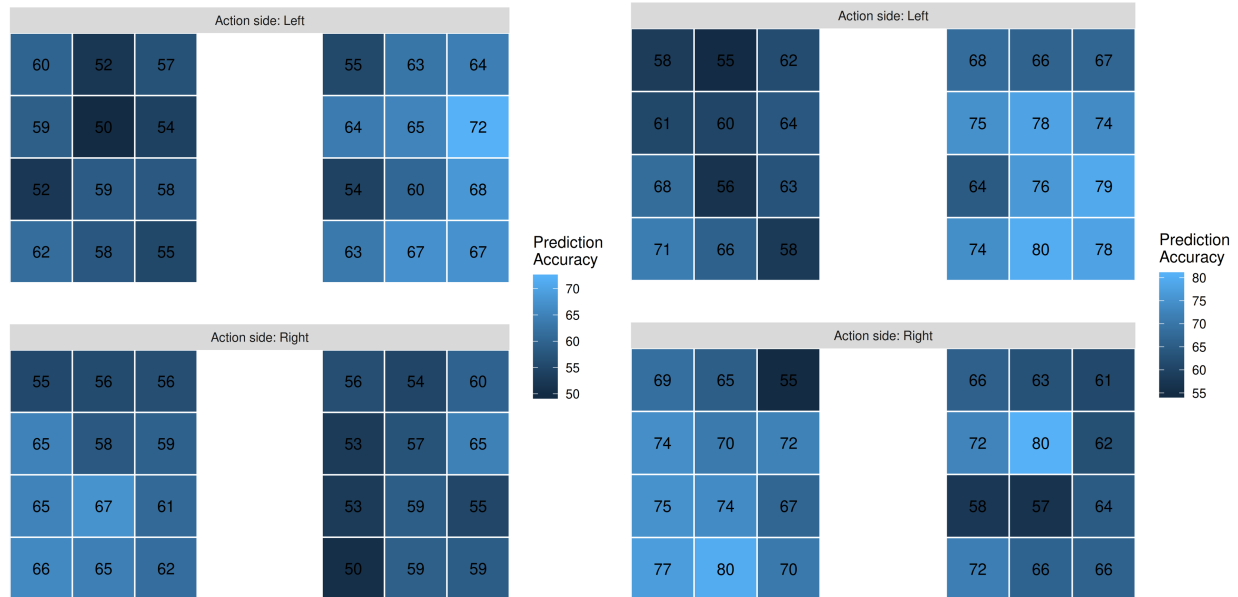 Action side: Left
60 52 57 55 63 64
59 50 54 64 65 72
52 59 58 54 60 68
62 58 55 63 67 67
Action side: Right
55 56 56 56 54 60
65 58 59 53 57 65
65 67 61 53 59 55
66 65 62 50 59 59
Prediction
Accuracy
70
65
60
55
50
Action side: Left
58 55 62 68 66 67
61 60 64 75 78 74
68 56 63 64 76 79
71 66 58 74 80 78
Action side: Right
69 65 55 66 63 61
74 70 72 72 80 62
75 74 67 58 57 64
77 80 70 72 66 66
Prediction
Accuracy
80
75
70
65
60
55